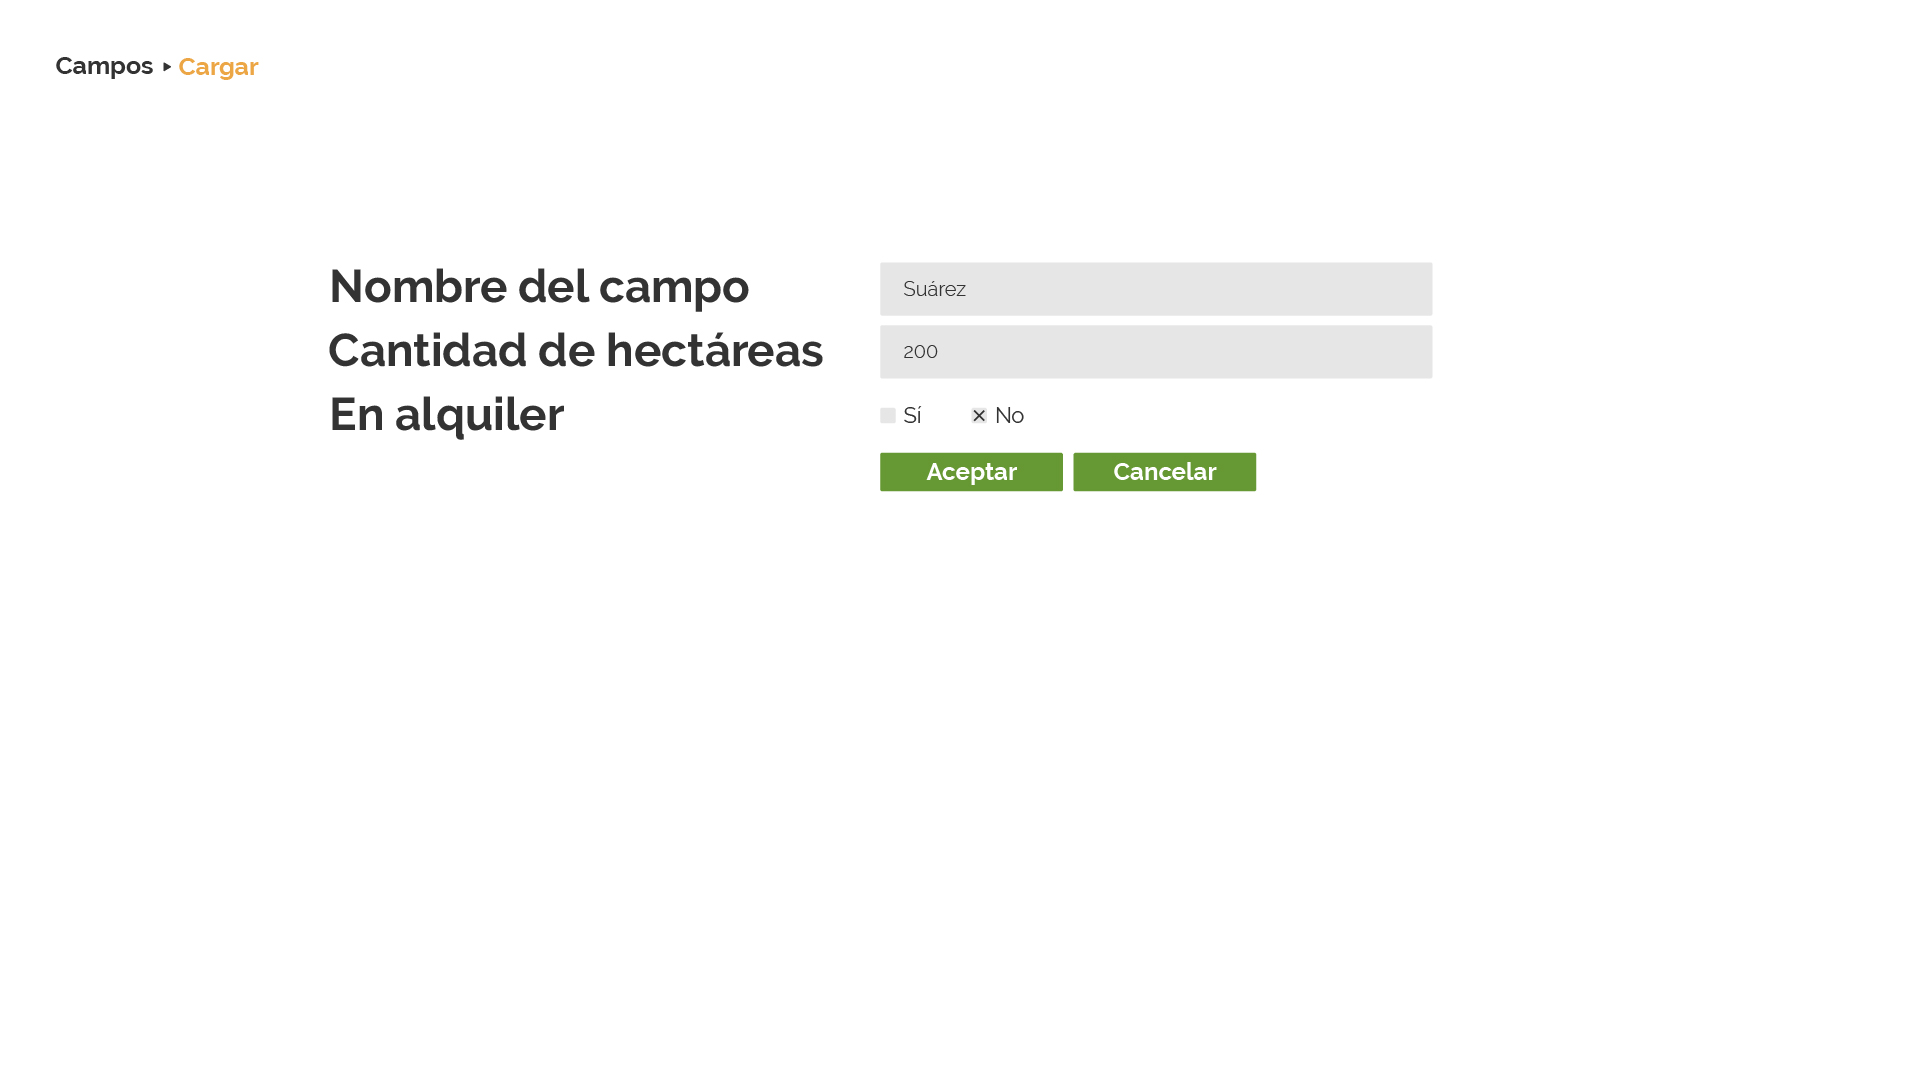 Campos ▸ Cargar
Nombre del campo Suárez
Cantidad de hectáreas 200
En alquiler Sí No
Aceptar Cancelar